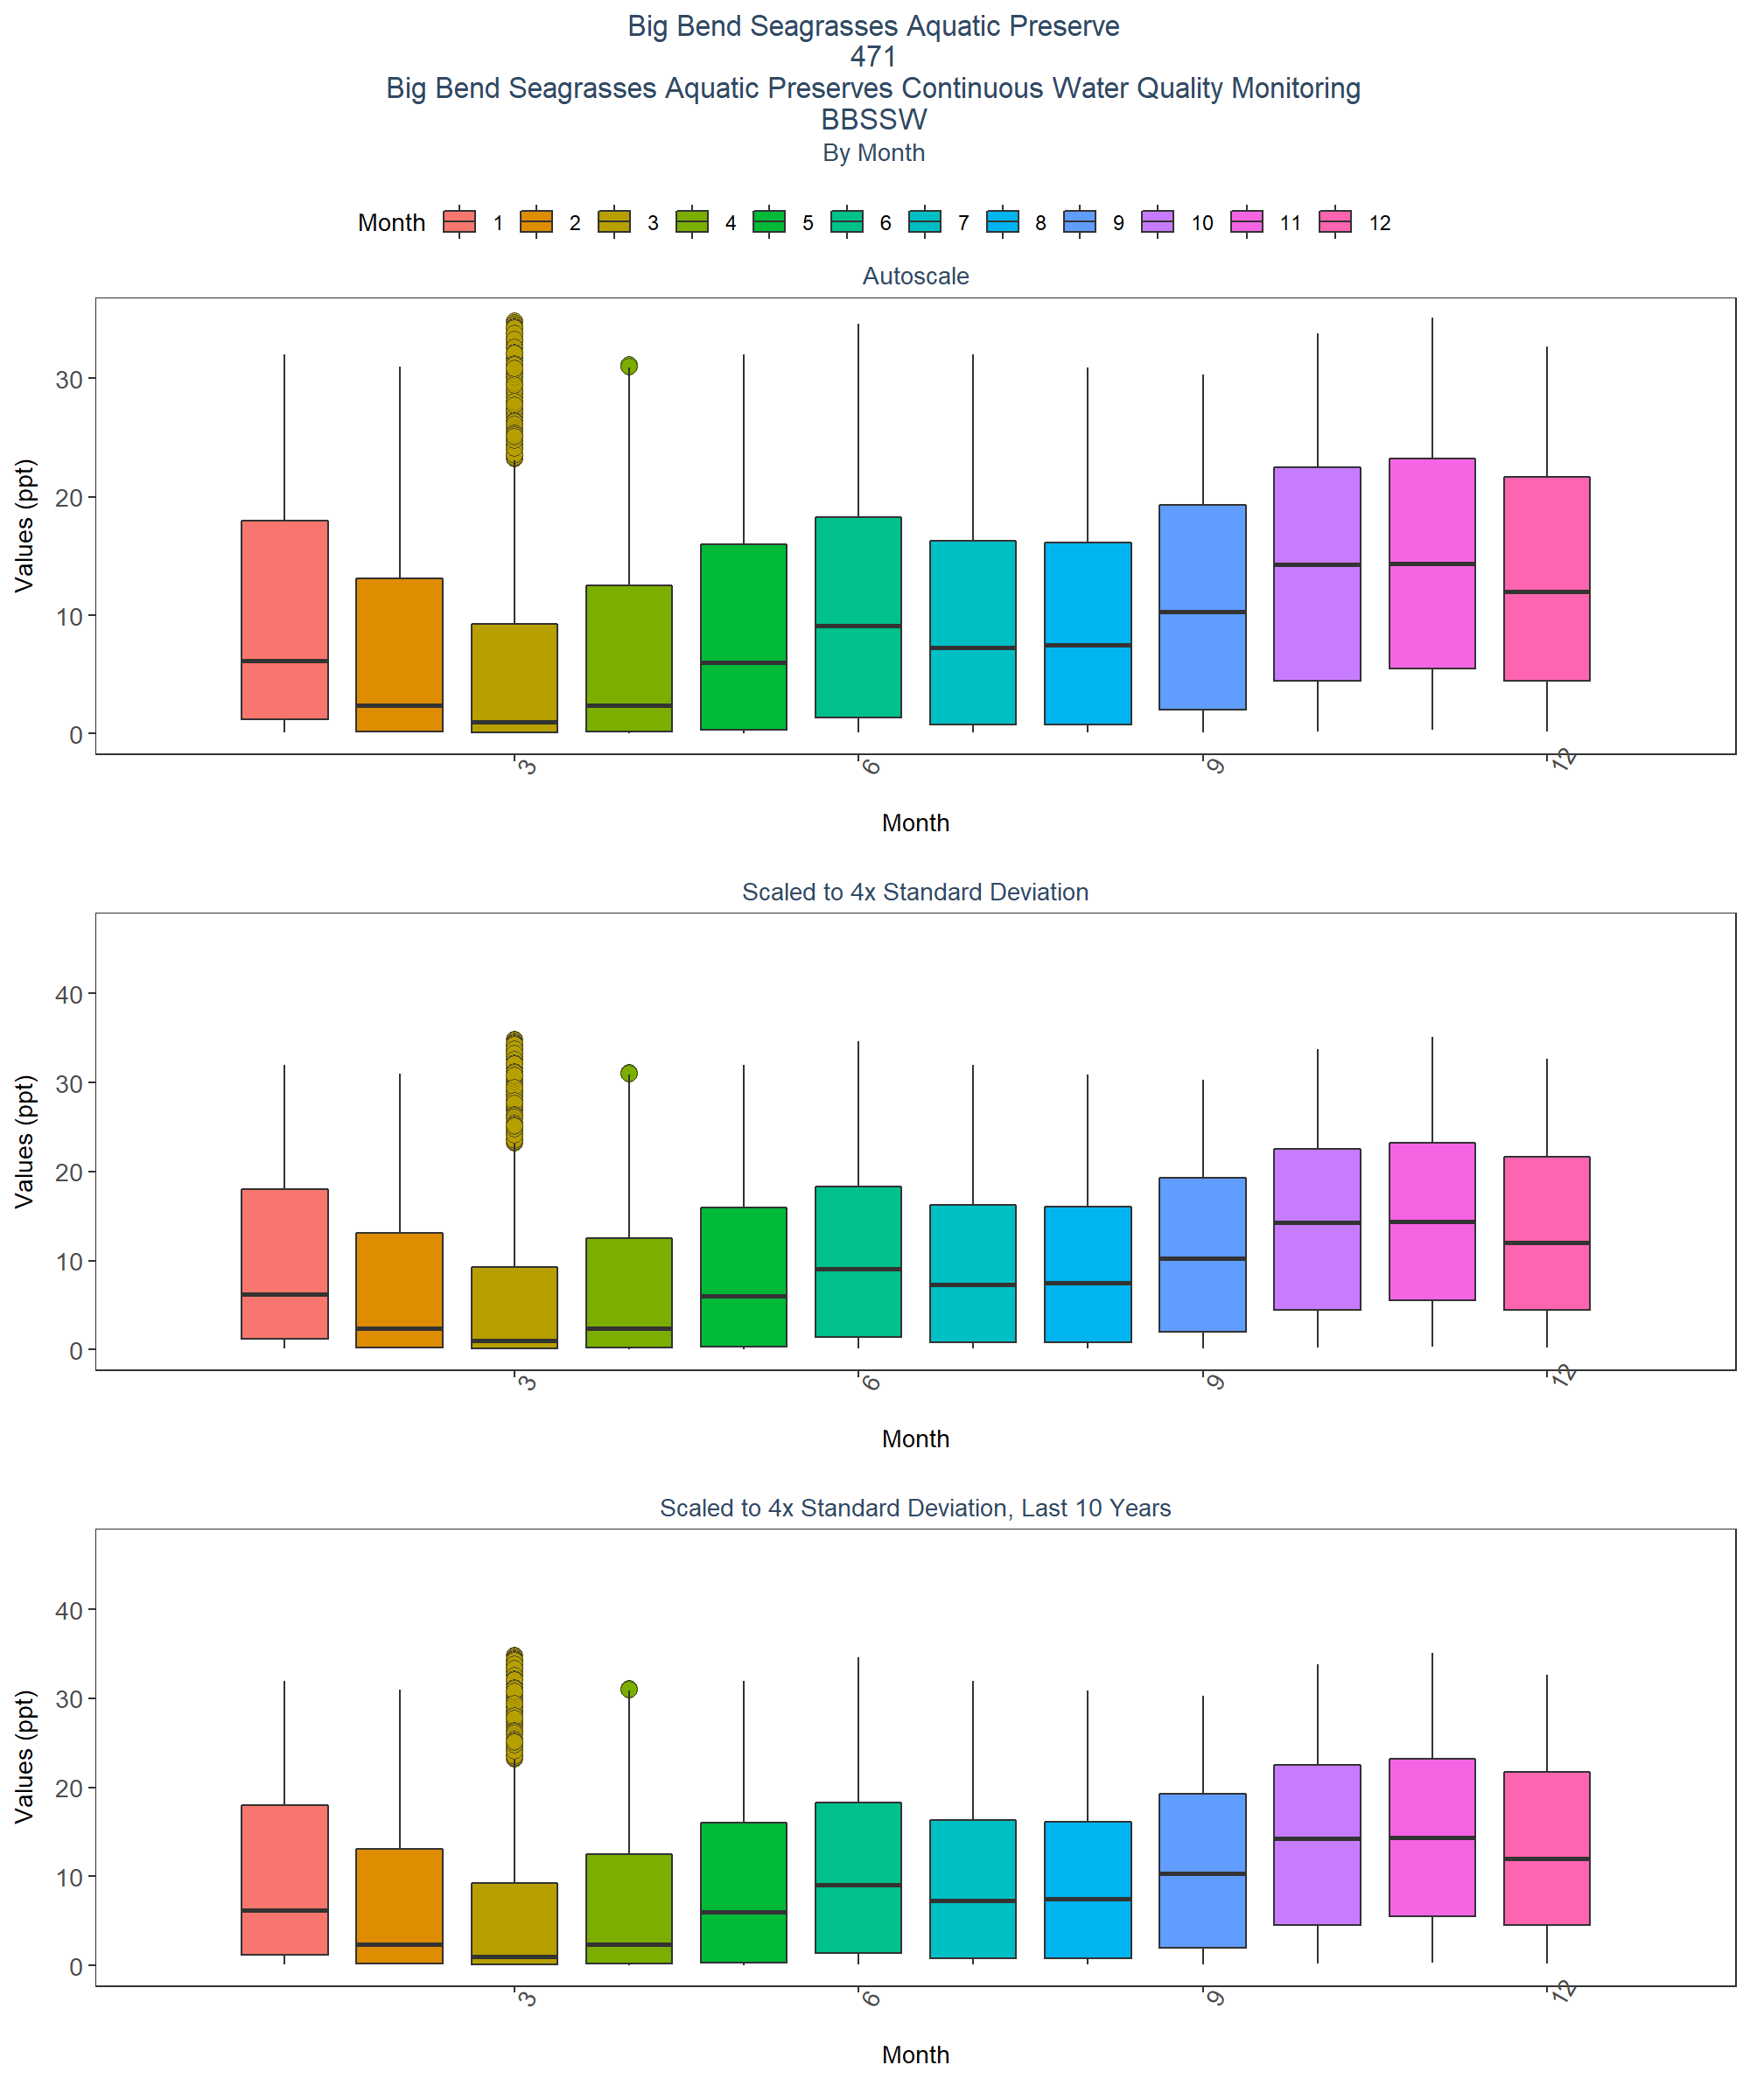 Big Bend Seagrasses Aquatic Preserve
471
Big Bend Seagrasses Aquatic Preserves Continuous Water Quality Monitoring
BBSSW
By Month
Month 1 2 3 4 5 6 7 8 9 10 11 12
Autoscale
Values (ppt)
30
20
10
0
3 6 9 12
Month
Scaled to 4x Standard Deviation
Values (ppt)
40
30
20
10
0
3 6 9 12
Month
Scaled to 4x Standard Deviation, Last 10 Years
Values (ppt)
40
30
20
10
0
3 6 9 12
Month